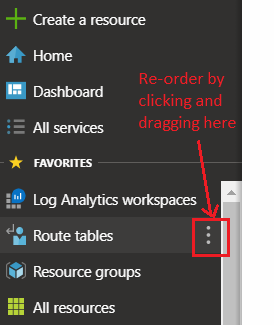 Create a resource
Home
Dashboard
All services
Re-order by
clicking and
dragging here
FAVORITES
Log Analytics workspaces
Route tables
Resource groups
All resources